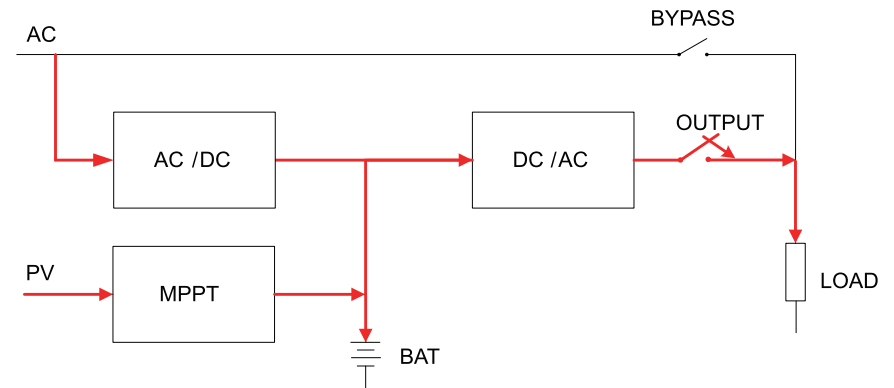 BYPASS
AC
OUTPUT
AC / DC
DC / AC
PV
MPPT
LOAD
BAT